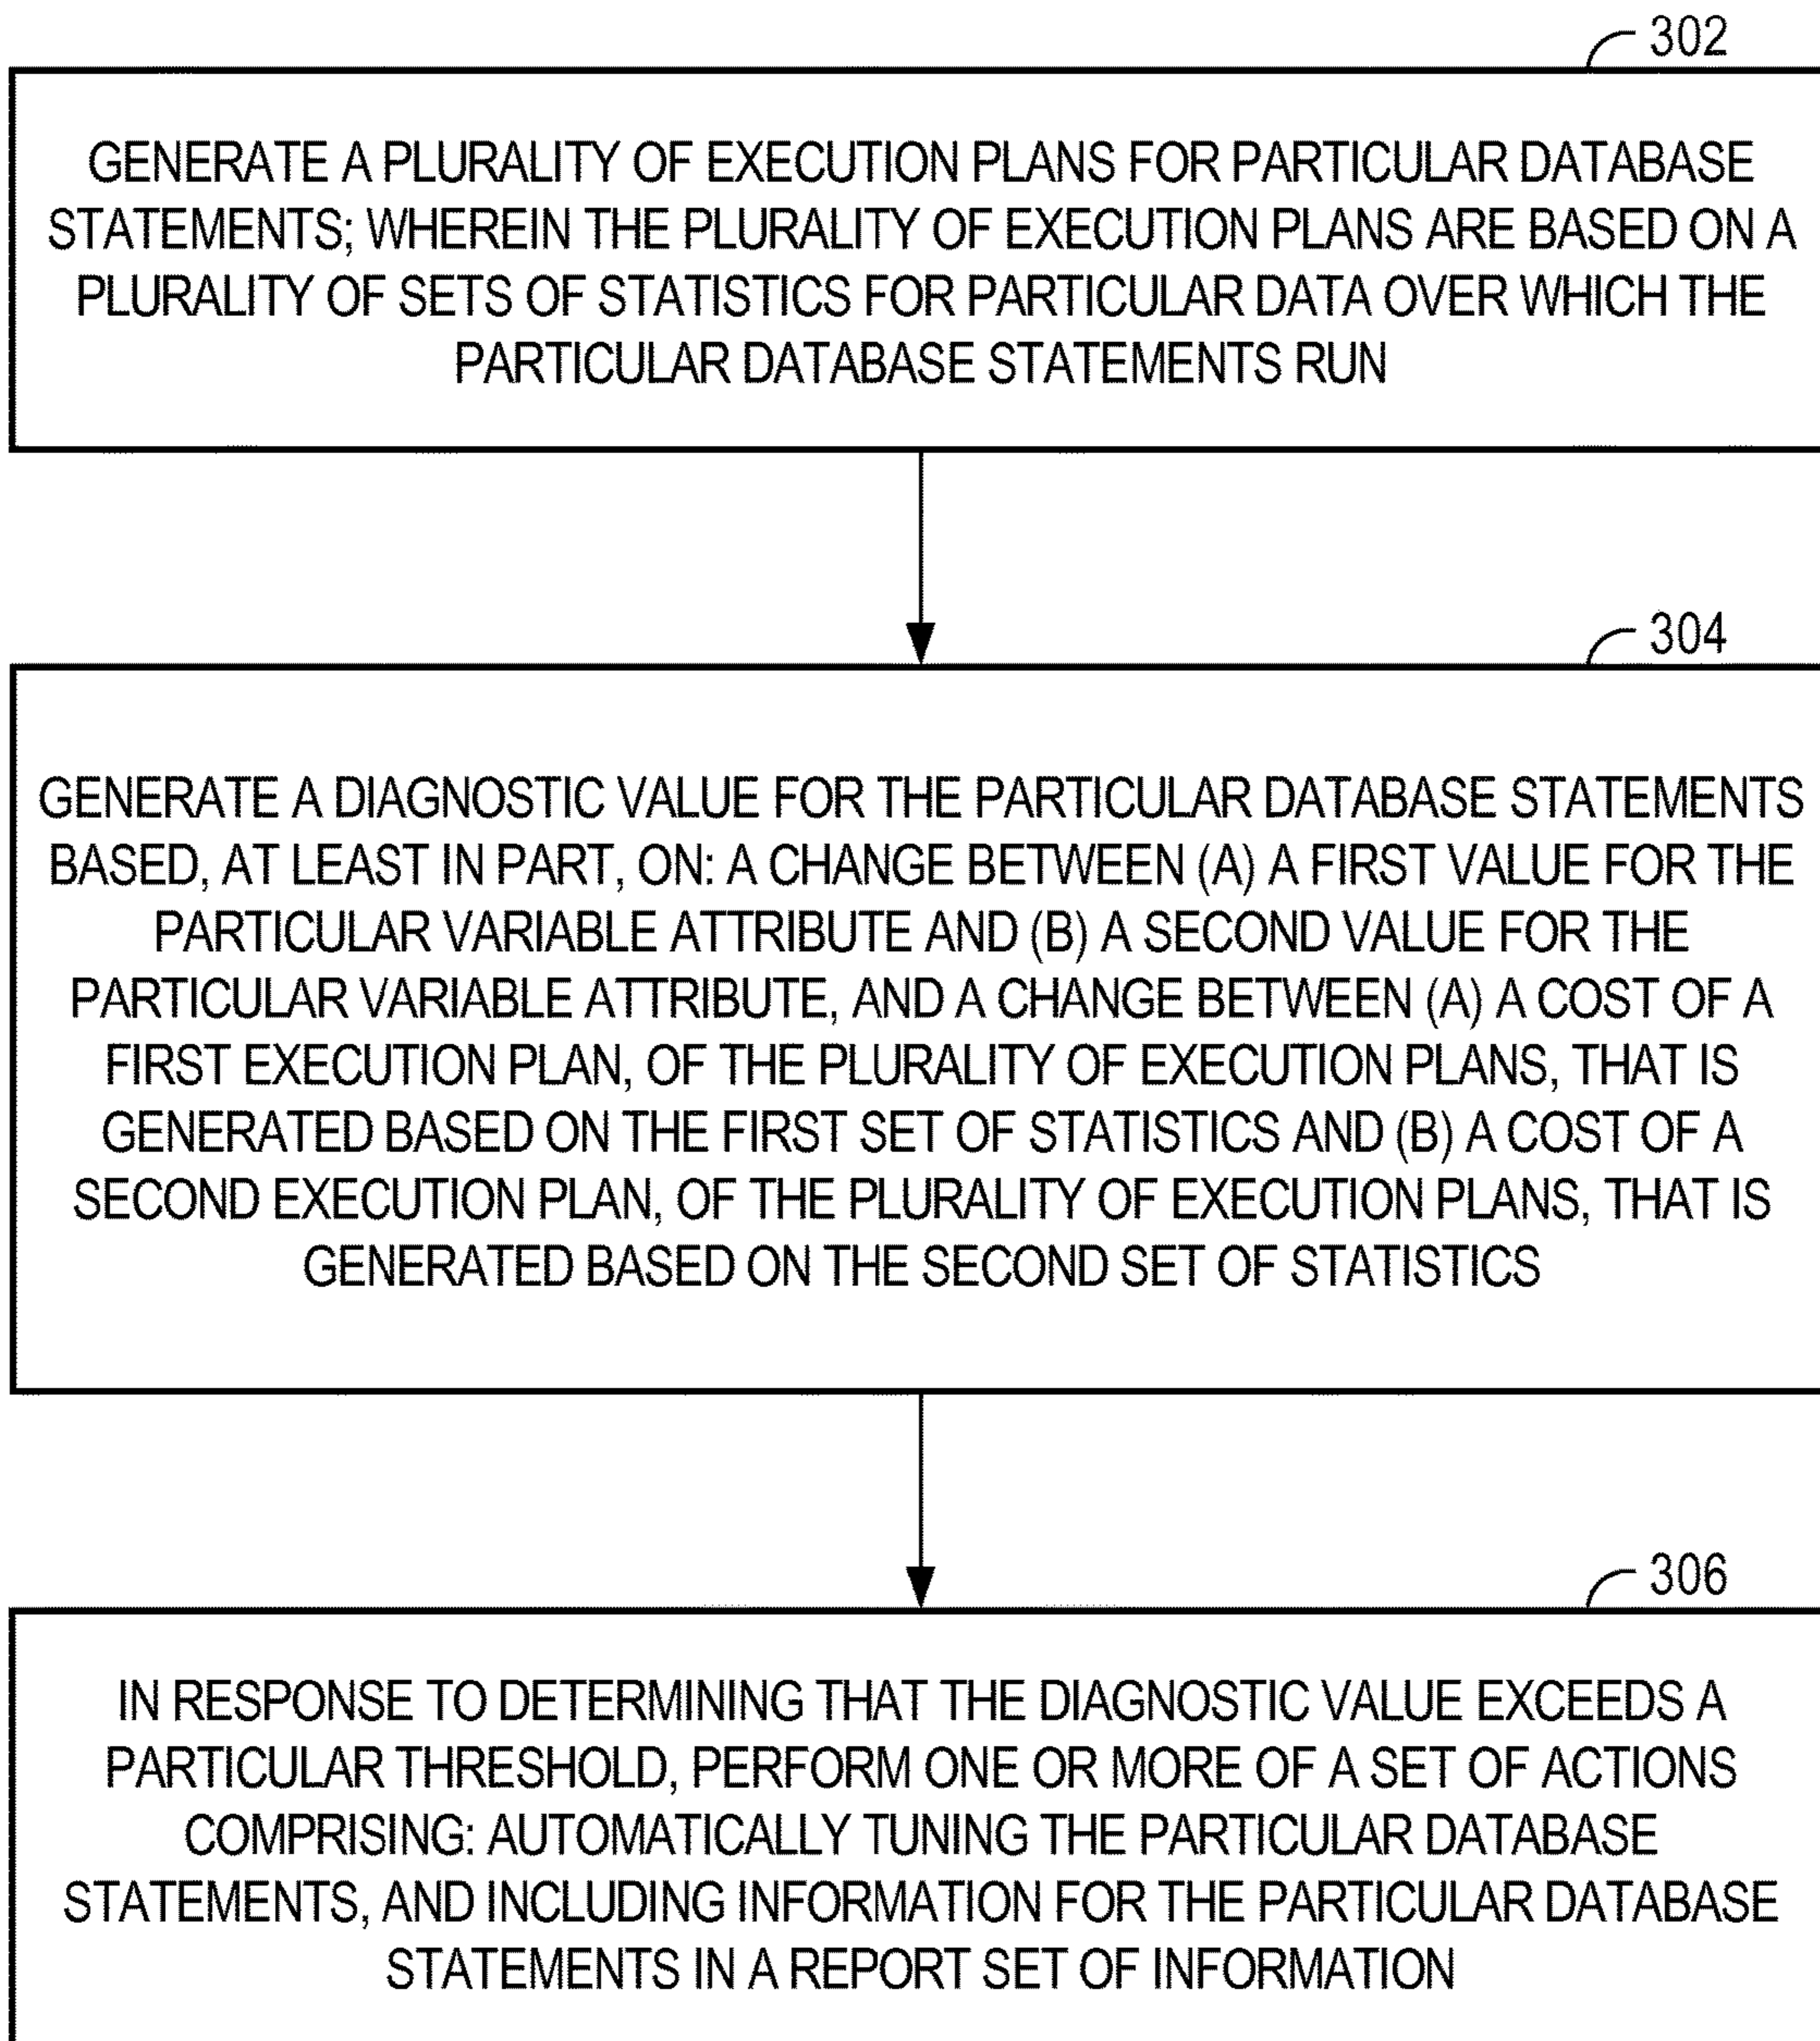 302
GENERATE A PLURALITY OF EXECUTION PLANS FOR PARTICULAR DATABASE
STATEMENTS; WHEREIN THE PLURALITY OF EXECUTION PLANS ARE BASED ON A
PLURALITY OF SETS OF STATISTICS FOR PARTICULAR DATA OVER WHICH THE
PARTICULAR DATABASE STATEMENTS RUN
304
GENERATE A DIAGNOSTIC VALUE FOR THE PARTICULAR DATABASE STATEMENTS
BASED, AT LEAST IN PART, ON: A CHANGE BETWEEN (A) A FIRST VALUE FOR THE
PARTICULAR VARIABLE ATTRIBUTE AND (B) A SECOND VALUE FOR THE
PARTICULAR VARIABLE ATTRIBUTE, AND A CHANGE BETWEEN (A) A COST OF A
FIRST EXECUTION PLAN, OF THE PLURALITY OF EXECUTION PLANS, THAT IS
GENERATED BASED ON THE FIRST SET OF STATISTICS AND (B) A COST OF A
SECOND EXECUTION PLAN, OF THE PLURALITY OF EXECUTION PLANS, THAT IS
GENERATED BASED ON THE SECOND SET OF STATISTICS
306
IN RESPONSE TO DETERMINING THAT THE DIAGNOSTIC VALUE EXCEEDS A
PARTICULAR THRESHOLD, PERFORM ONE OR MORE OF A SET OF ACTIONS
COMPRISING: AUTOMATICALLY TUNING THE PARTICULAR DATABASE
STATEMENTS, AND INCLUDING INFORMATION FOR THE PARTICULAR DATABASE
STATEMENTS IN A REPORT SET OF INFORMATION